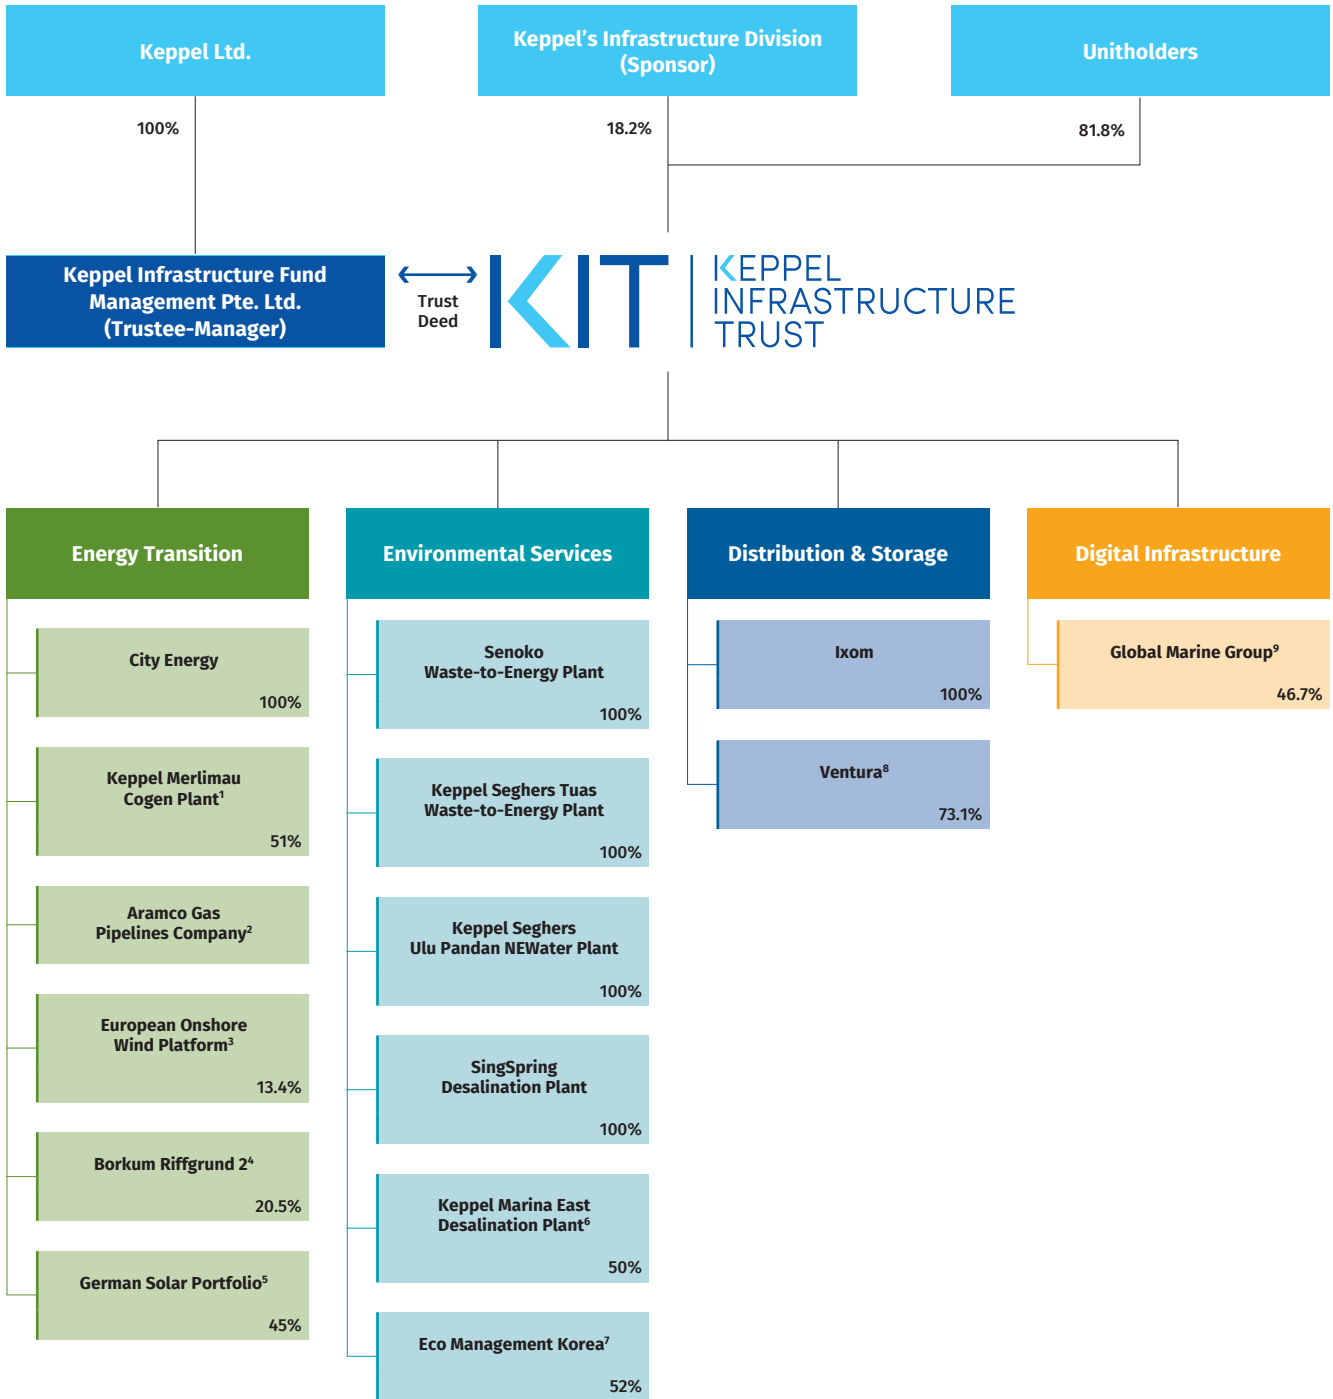 Keppel Ltd.
Keppel's Infrastructure Division
(Sponsor)
Unitholders
100%
18.2%
81.8%
Keppel Infrastructure Fund
Management Pte. Ltd.
(Trustee-Manager)
Trust
Deed
KIT
KEPPEL
INFRASTRUCTURE
TRUST
Energy Transition
City Energy
100%
Keppel Merlimau
Cogen Plant¹
51%
Aramco Gas
Pipelines Company²
European Onshore
Wind Platform³
13.4%
Borkum Riffgrund 2⁴
20.5%
German Solar Portfolio⁵
45%
Environmental Services
Senoko
Waste-to-Energy Plant
100%
Keppel Seghers Tuas
Waste-to-Energy Plant
100%
Keppel Seghers
Ulu Pandan NEWater Plant
100%
SingSpring
Desalination Plant
100%
Keppel Marina East
Desalination Plant⁶
50%
Eco Management Korea⁷
52%
Distribution & Storage
Ixom
100%
Ventura⁸
73.1%
Digital Infrastructure
Global Marine Group⁹
46.7%